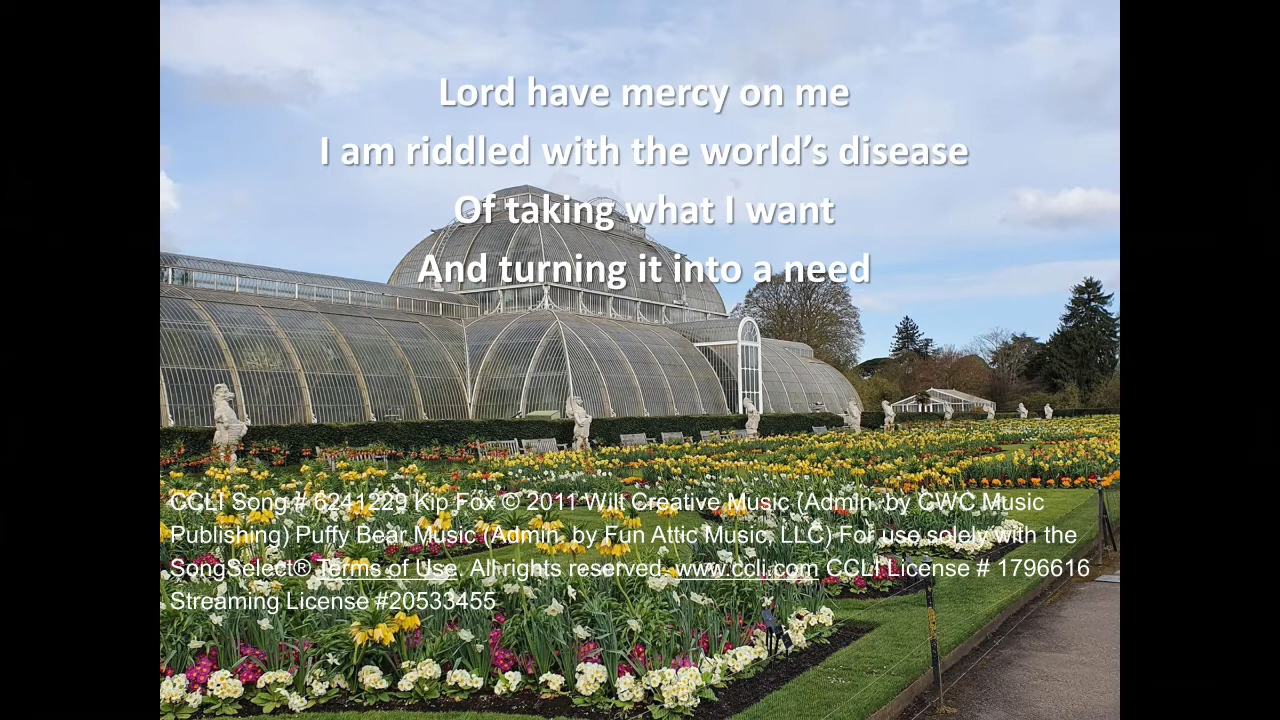 Lord have mercy on me
I am riddled with the world’s disease
Of taking what I want
And turning it into a need
CCLI Song # 6241229 Kip Fox © 2011 Wilt Creative Music (Admin. by CWC Music
Publishing) Puffy Bear Music (Admin. by Fun Attic Music, LLC) For use solely with the
SongSelect® Terms of Use. All rights reserved. www.ccli.com CCLI License # 1796616
Streaming License #20533455